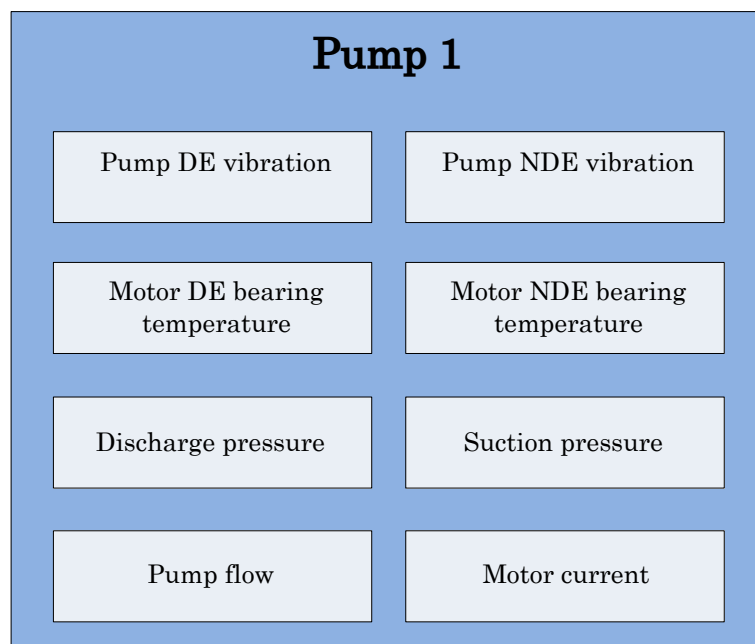 Pump 1
Pump DE vibration
Pump NDE vibration
Motor DE bearing
temperature
Motor NDE bearing
temperature
Discharge pressure
Suction pressure
Pump flow
Motor current